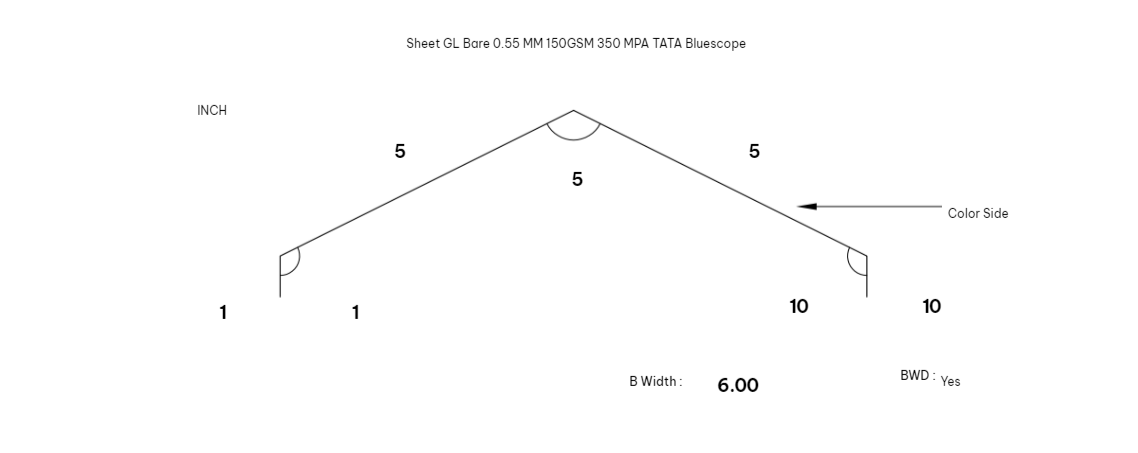 Sheet GL Bare 0.55 MM 150GSM 350 MPA TATA Bluescope
INCH
5
5
5
Color Side
1
1
10
10
B Width : 6.00
BWD : Yes